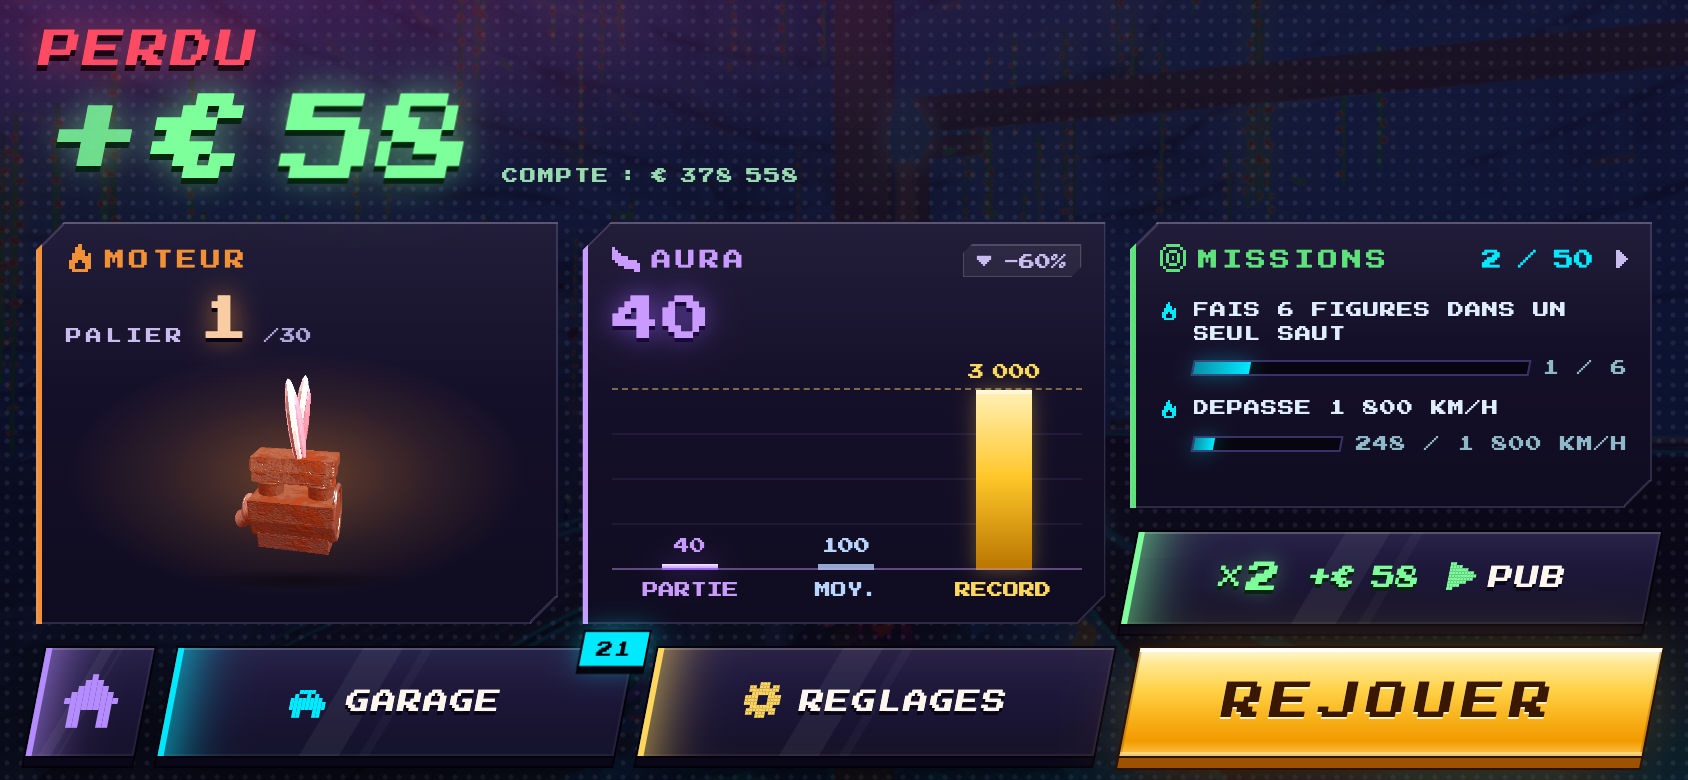 PERDU
+€ 58
COMPTE : € 378 558
MOTEUR
PALIER 1 /30
AURA
-60%
40
3 000
40
100
PARTIE
MOY.
RECORD
MISSIONS
2 / 50
FAIS 6 FIGURES DANS UN
SEUL SAUT
1 / 6
DEPASSE 1 800 KM/H
248 / 1 800 KM/H
x2 +€ 58 PUB
GARAGE
21
REGLAGES
REJOUER